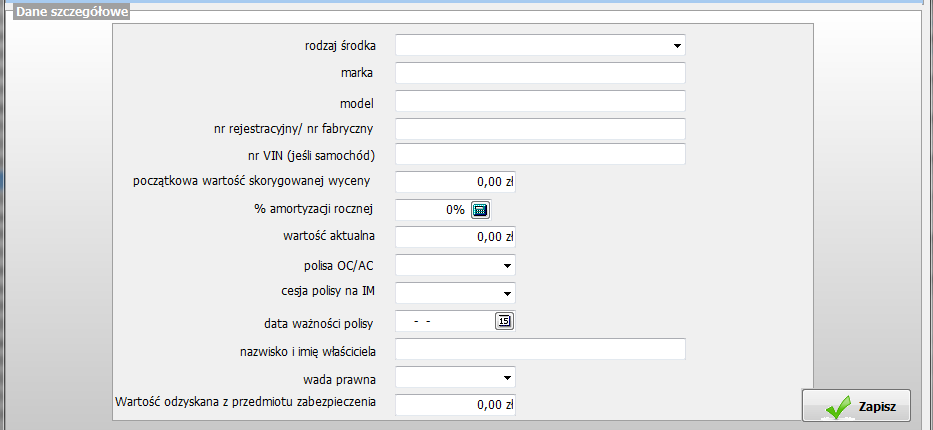 Dane szczegółowe
rodzaj środka
marka
model
nr rejestracyjny/ nr fabryczny
nr VIN (jeśli samochód)
początkowa wartość skorygowanej wyceny 0,00 zł
% amortyzacji rocznej 0%
wartość aktualna 0,00 zł
polisa OC/AC
cesja polisy na IM
data ważności polisy - - 15
nazwisko i imię właściciela
wada prawna
Wartość odzyskana z przedmiotu zabezpieczenia 0,00 zł
Zapisz